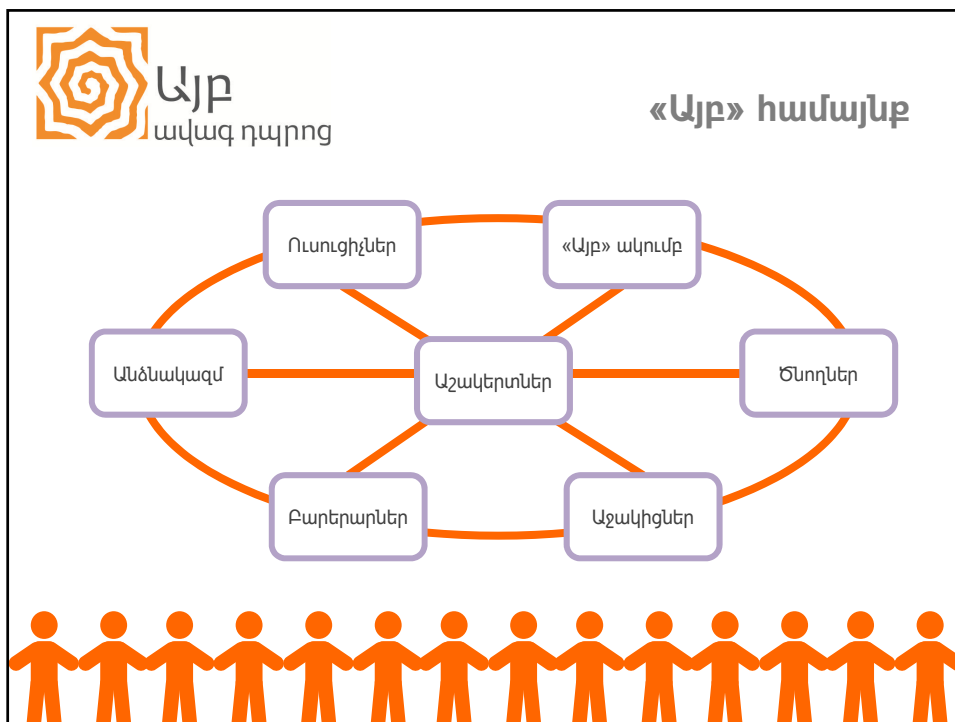 Այբ
ավագ դպրոց
«Այբ» համայնք
Ուսուցիչներ
«Այբ» ակումբ
Անձնակազմ
Աշակերտներ
Ծնողներ
Բարերարներ
Աջակիցներ